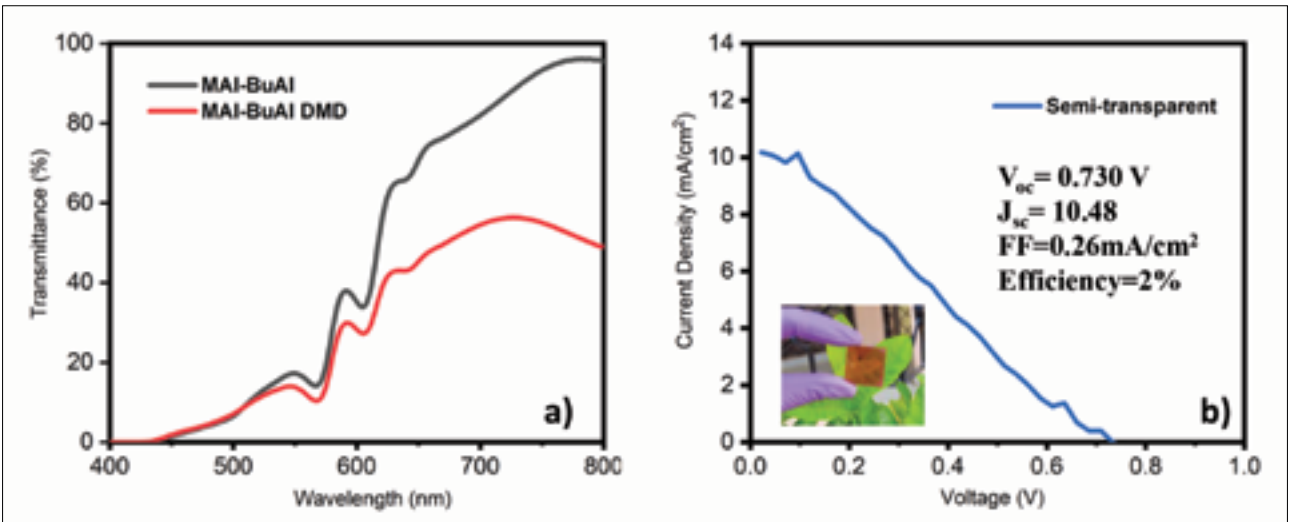 100
80
60
40
20
0
400
500
600
700
800
Transmittance (%)
Wavelength (nm)
MAI-BuAI
MAI-BuAI DMD
a)
14
12
10
8
6
4
2
0
0.0
0.2
0.4
0.6
0.8
1.0
Current Density (mA/cm²)
Voltage (V)
Semi-transparent
Voc= 0.730 V
Jsc= 10.48
FF=0.26mA/cm²
Efficiency=2%
b)